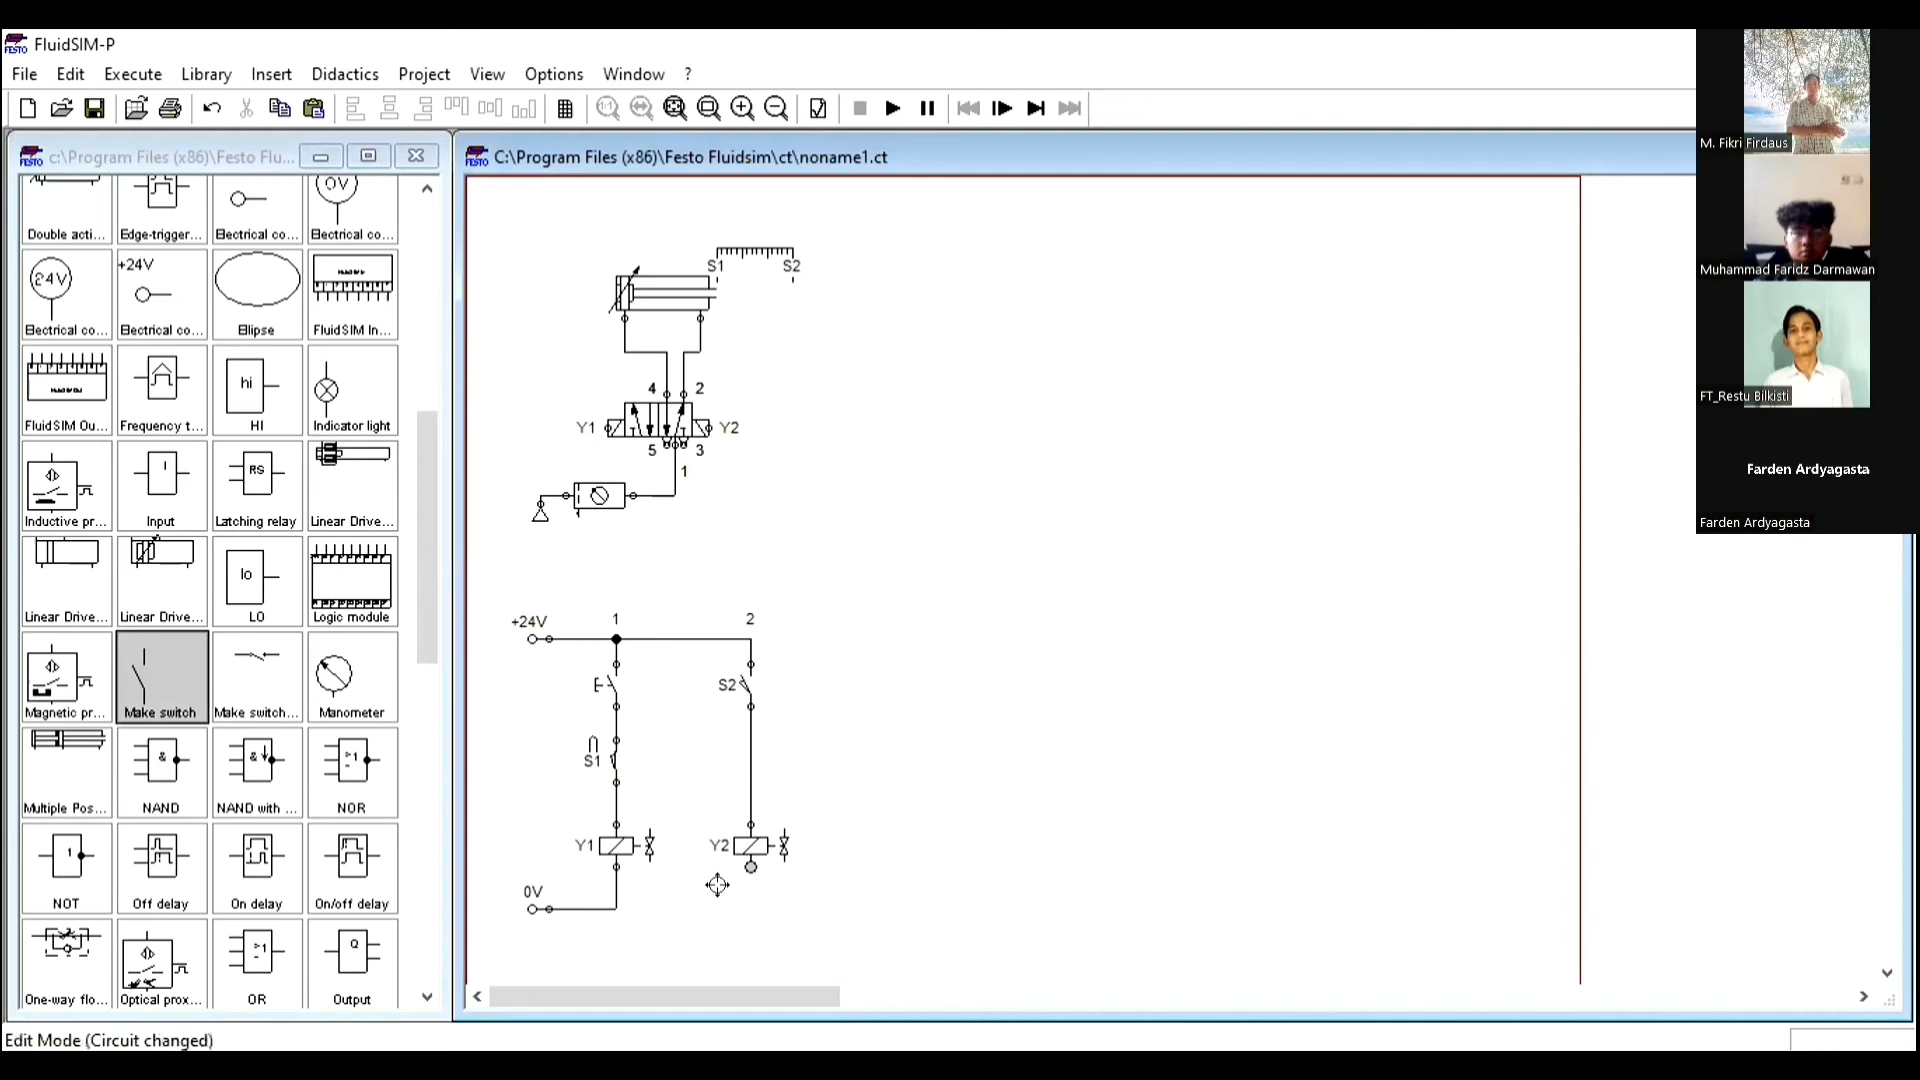 FluidSIM-P
File Edit Execute Library Insert Didactics Project View Options Window ?
c:\Program Files (x86)\Festo Flu...
C:\Program Files (x86)\Festo Fluidsim\ct\noname1.ct
FESTO
FESTO
FESTO
0V
Double acti... Edge-trigger... Electrical co... Electrical co...
24V +24V
Electrical co... Electrical co... Ellipse FluidSIM In...
hi
FluidSIM Ou... Frequency t... HI Indicator light
I RS
Inductive pr... Input Latching relay Linear Drive...
lo
Linear Drive... Linear Drive... LO Logic module
Magnetic pr... Make switch Make switch... Manometer
& & >1
Multiple Pos... NAND NAND with ... NOR
1
NOT Off delay On delay On/off delay
>1 Q
One-way flo... Optical prox... OR Output
S1 S2
4 2
Y1 Y2
5 3
1
1 2
+24V
S2
S1
Y1 Y2
0V
M. Fikri Firdaus
Muhammad Faridz Darmawan
FT_Restu Bilkisti
Farden Ardyagasta
Farden Ardyagasta
Edit Mode (Circuit changed)